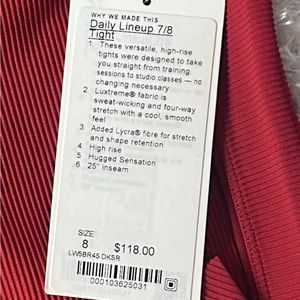 WHY WE MADE THIS
Daily Lineup 7/8
Tight
1. These versatile, high-rise
tights were designed to take
you straight from training
sessions to studio classes — no
changing necessary
2. Luxtreme® fabric is
sweat-wicking and four-way
stretch with a cool, smooth
feel
3. Added Lycra® fibre for stretch
and shape retention
4. High rise
5. Hugged Sensation
6. 25" inseam
SIZE
8 $118.00
LW5BR4S DKSR
000103625031